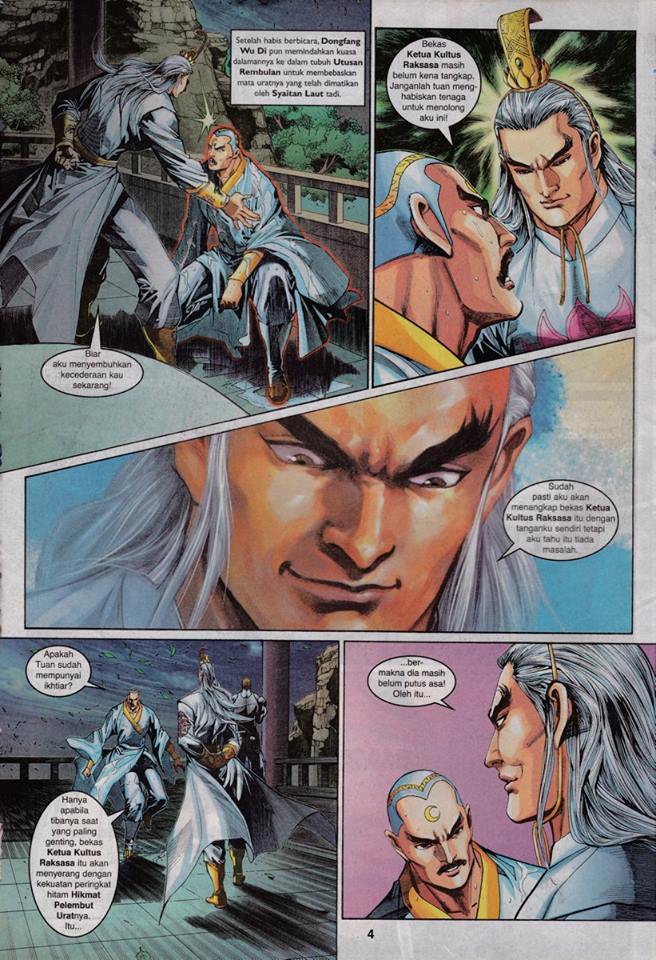 Setelah habis berbicara, Dongfang
Wu Di pun memindahkan kuasa
dalamannya ke dalam tubuh Utusan
Rembulan untuk membebaskan
mata uratnya yang telah dimatikan
oleh Syaitan Laut tadi.
Biar
aku menyembuhkan
kecederaan kau
sekarang!
Bekas
Ketua Kultus
Raksasa masih
belum kena tangkap.
Janganlah tuan meng-
habiskan tenaga
untuk menolong
aku ini!
Sudah
pasti aku akan
menangkap bekas Ketua
Kultus Raksasa itu dengan
tanganku sendiri tetapi
aku tahu itu tiada
masalah.
Apakah
Tuan sudah
mempunyai
ikhtiar?
Hanya
apabila
tibanya saat
yang paling
genting, bekas
Ketua Kultus
Raksasa itu akan
menyerang dengan
kekuatan peringkat
hitam Hikmat
Pelembut
Uratnya.
Itu...
...ber-
makna dia masih
belum putus asa!
Oleh itu...
4